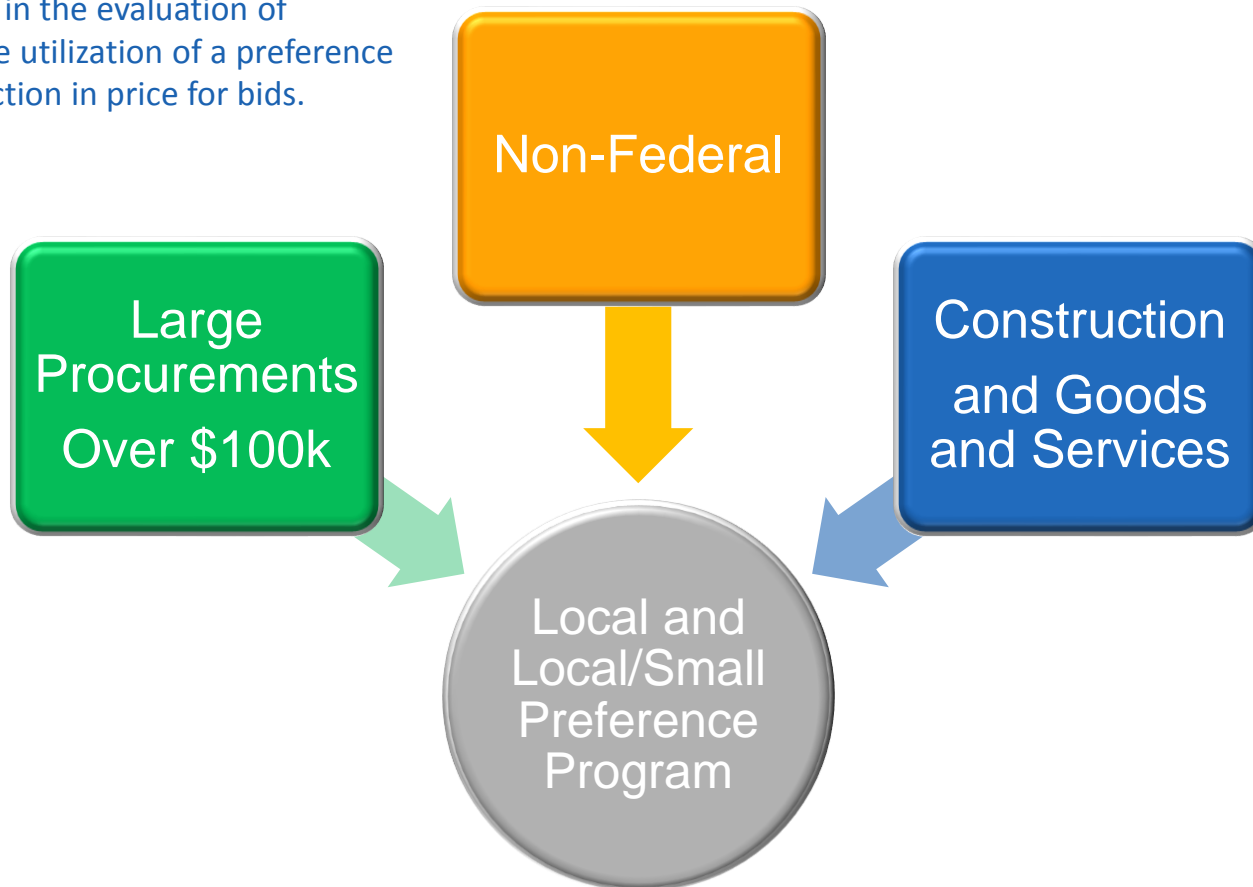 in the evaluation of
utilization of a preference
in price for bids.
Non-Federal
Large
Procurements
Over $100k
Construction
and Goods
and Services
Local and
Local/Small
Preference
Program